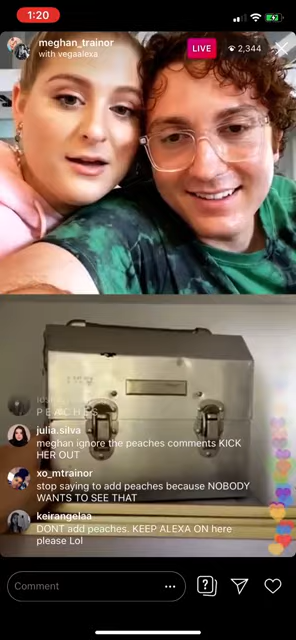 1:20
meghan_trainor
with vegaalexa
LIVE
2,344
P E A C H E S
julia.silva
meghan ignore the peaches comments KICK
HER OUT
xo_mtrainor
stop saying to add peaches because NOBODY
WANTS TO SEE THAT
keirangelaa
DONT add peaches. KEEP ALEXA ON here
please Lol
Comment